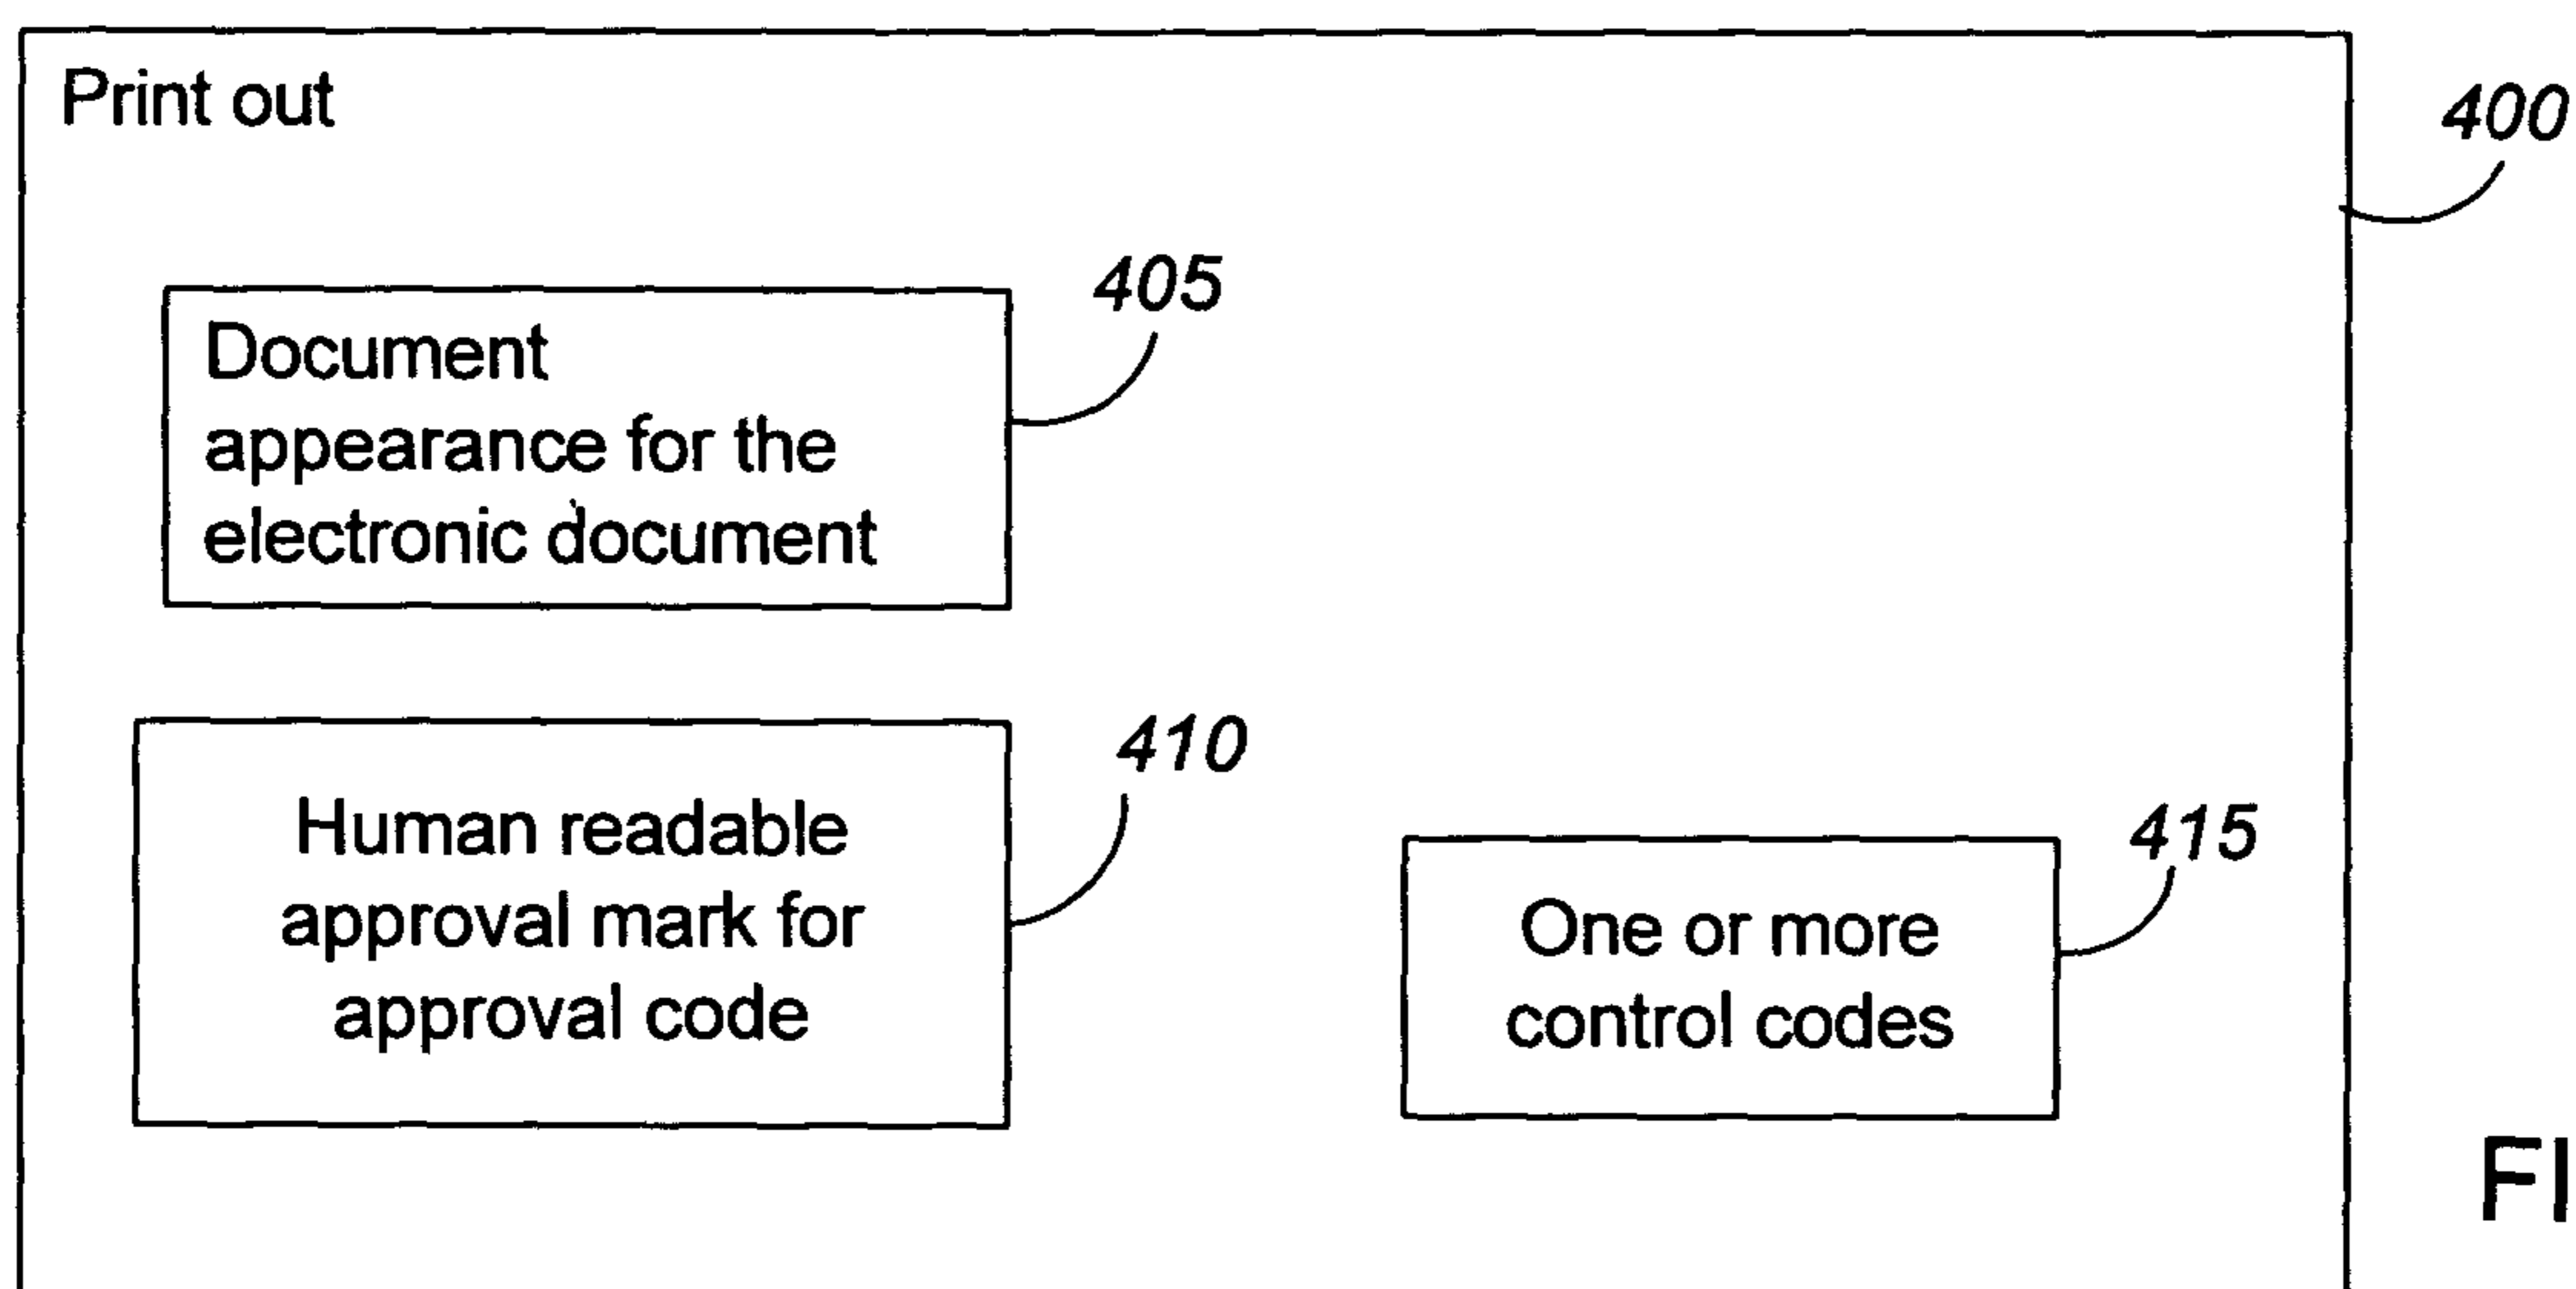 Print out
400
405
Document
appearance for the
electronic document
410
Human readable
approval mark for
approval code
415
One or more
control codes
FI